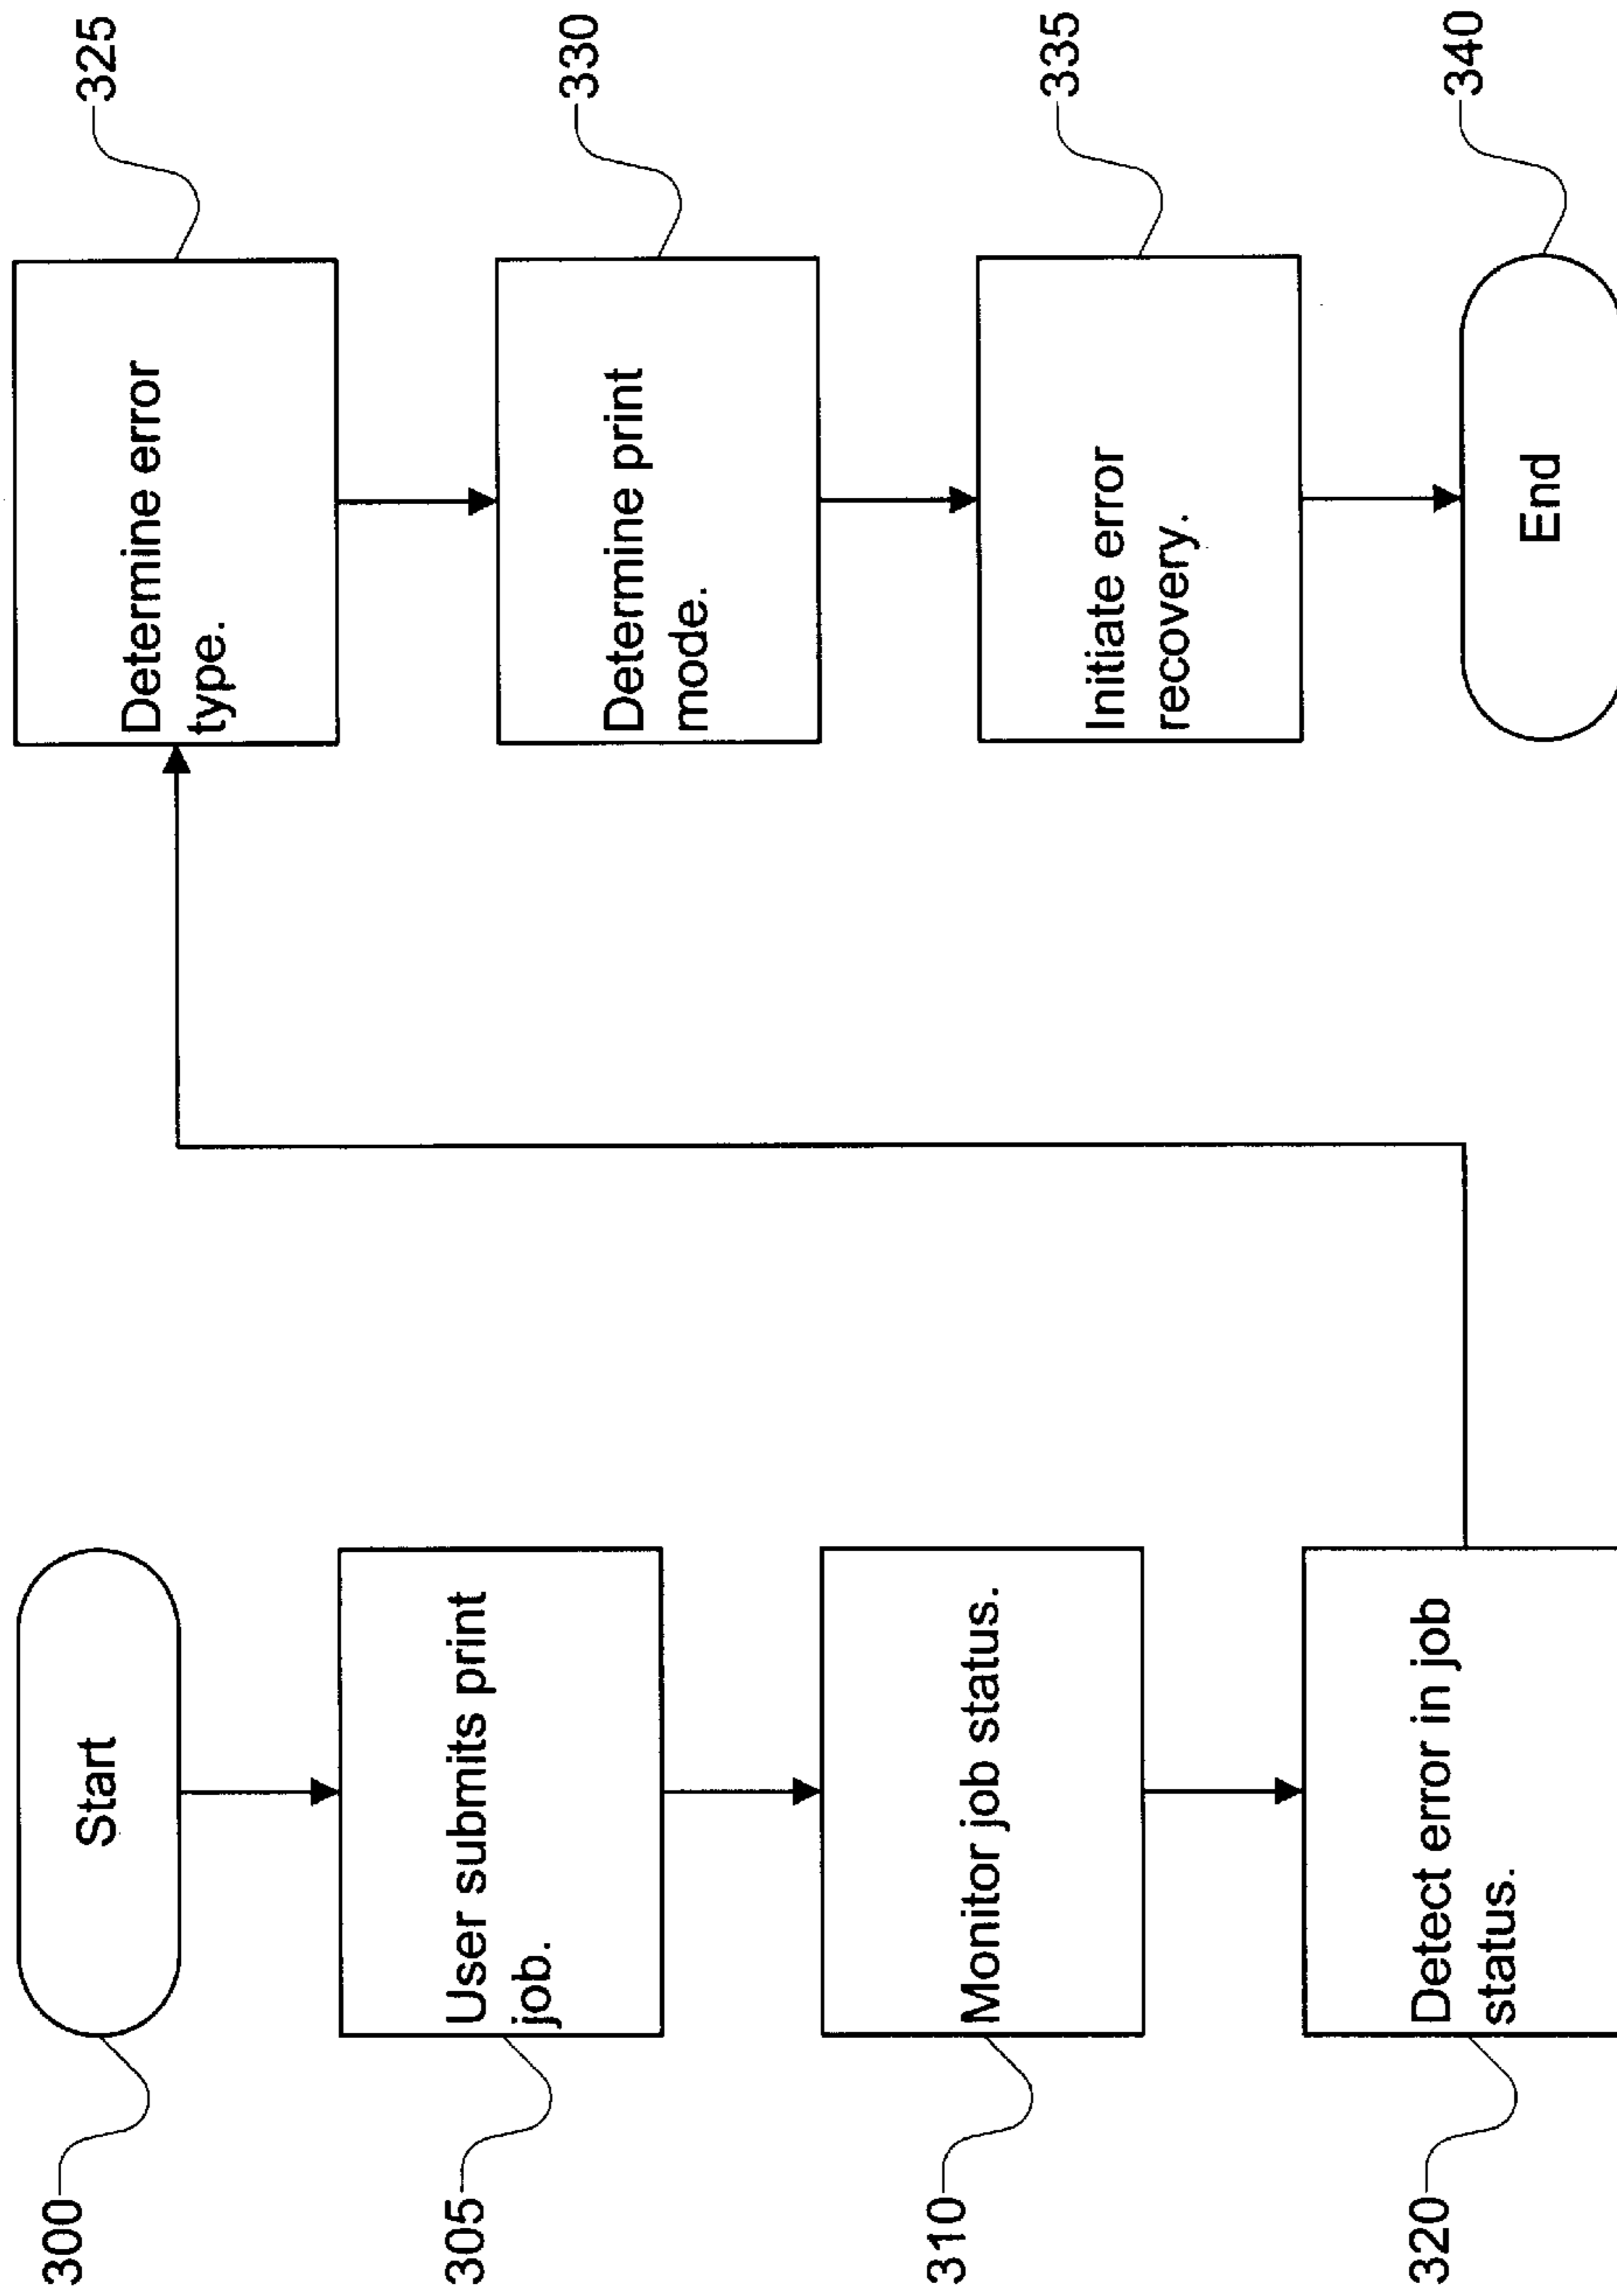 300
Start
305
User submits print
job.
310
Monitor job status.
320
Detect error in job
status.
325
Determine error
type.
330
Determine print
mode.
335
Initiate error
recovery.
340
End